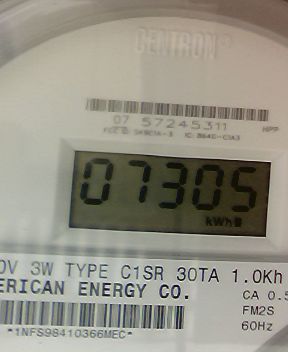 CENTRON®
07 57245311
HPP
07305
kWh
0V 3W TYPE C1SR 30TA 1.0Kh
ERICAN ENERGY CO.
CA 0.5
FM2S
*1NFS98410366MEC*
60Hz